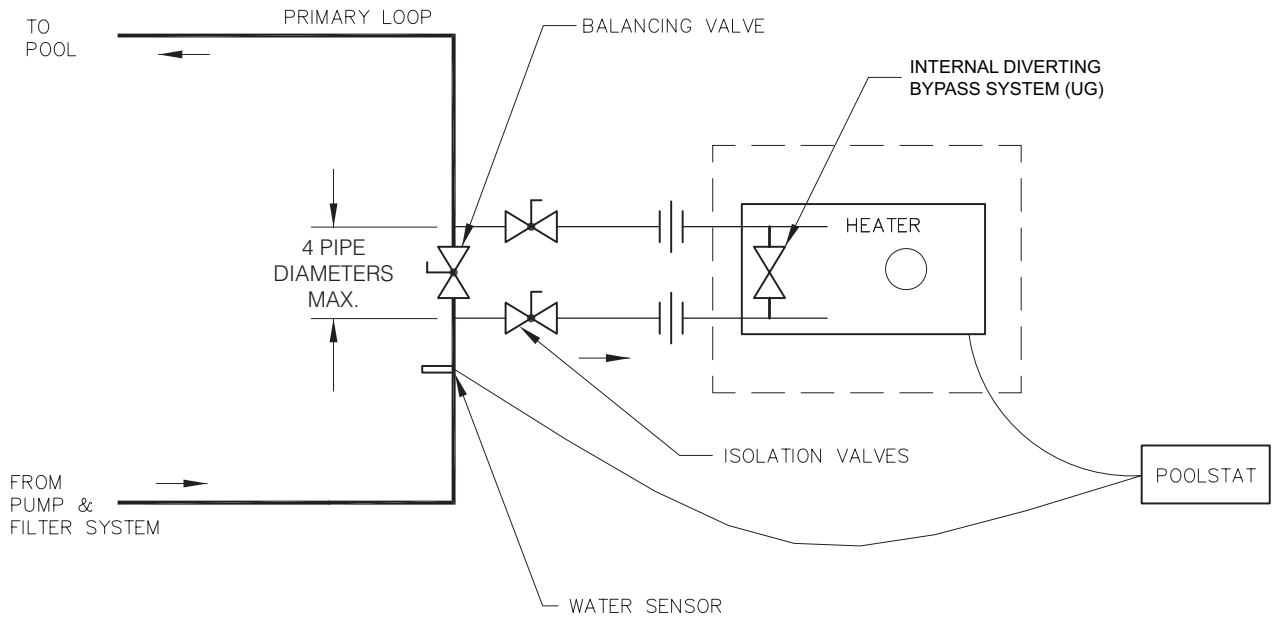 PRIMARY LOOP
TO
POOL
BALANCING VALVE
INTERNAL DIVERTING
BYPASS SYSTEM (UG)
HEATER
4 PIPE
DIAMETERS
MAX.
ISOLATION VALVES
POOLSTAT
FROM
PUMP &
FILTER SYSTEM
WATER SENSOR